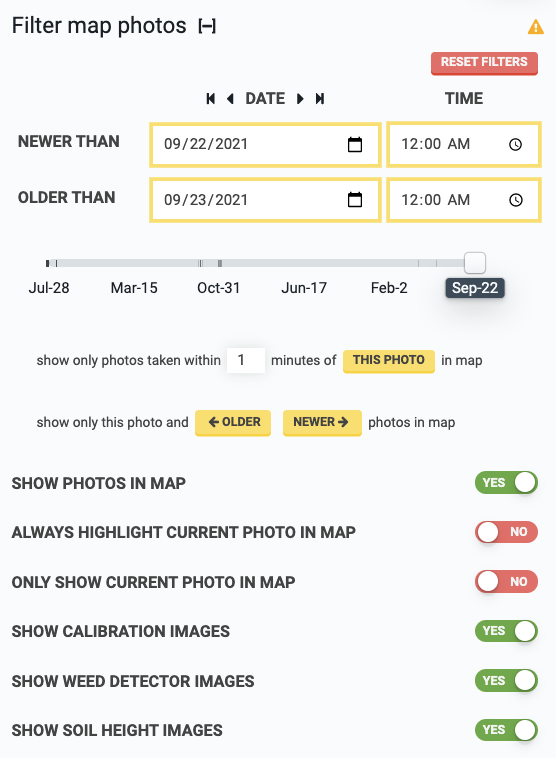 Filter map photos [–]
RESET FILTERS
DATE TIME
NEWER THAN 09/22/2021 12:00 AM
OLDER THAN 09/23/2021 12:00 AM
Jul-28 Mar-15 Oct-31 Jun-17 Feb-2 Sep-22
show only photos taken within 1 minutes of THIS PHOTO in map
show only this photo and ← OLDER NEWER → photos in map
SHOW PHOTOS IN MAP YES
ALWAYS HIGHLIGHT CURRENT PHOTO IN MAP NO
ONLY SHOW CURRENT PHOTO IN MAP NO
SHOW CALIBRATION IMAGES YES
SHOW WEED DETECTOR IMAGES YES
SHOW SOIL HEIGHT IMAGES YES